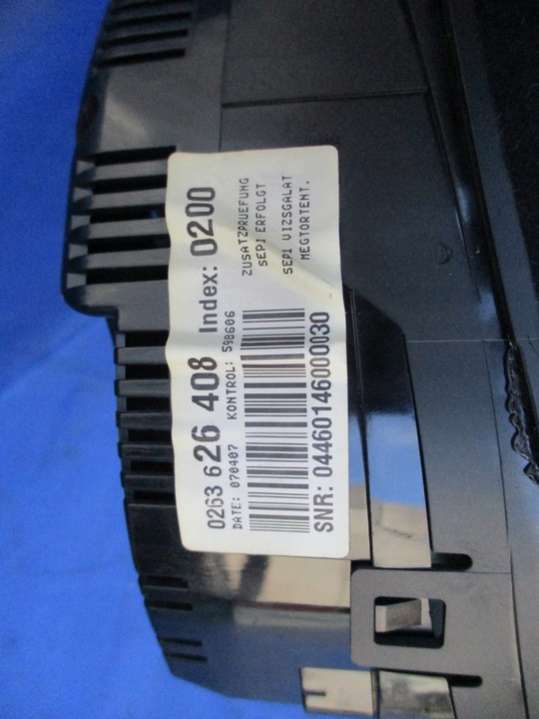 0263 626 408 Index: 0200
DATE: 070407 KONTROL: 598606
ZUSATZPRUEFUNG
SEPI ERFOLGT
SEPI VIZSGALAT
MEGTORTENT.
SNR: 04460146000030